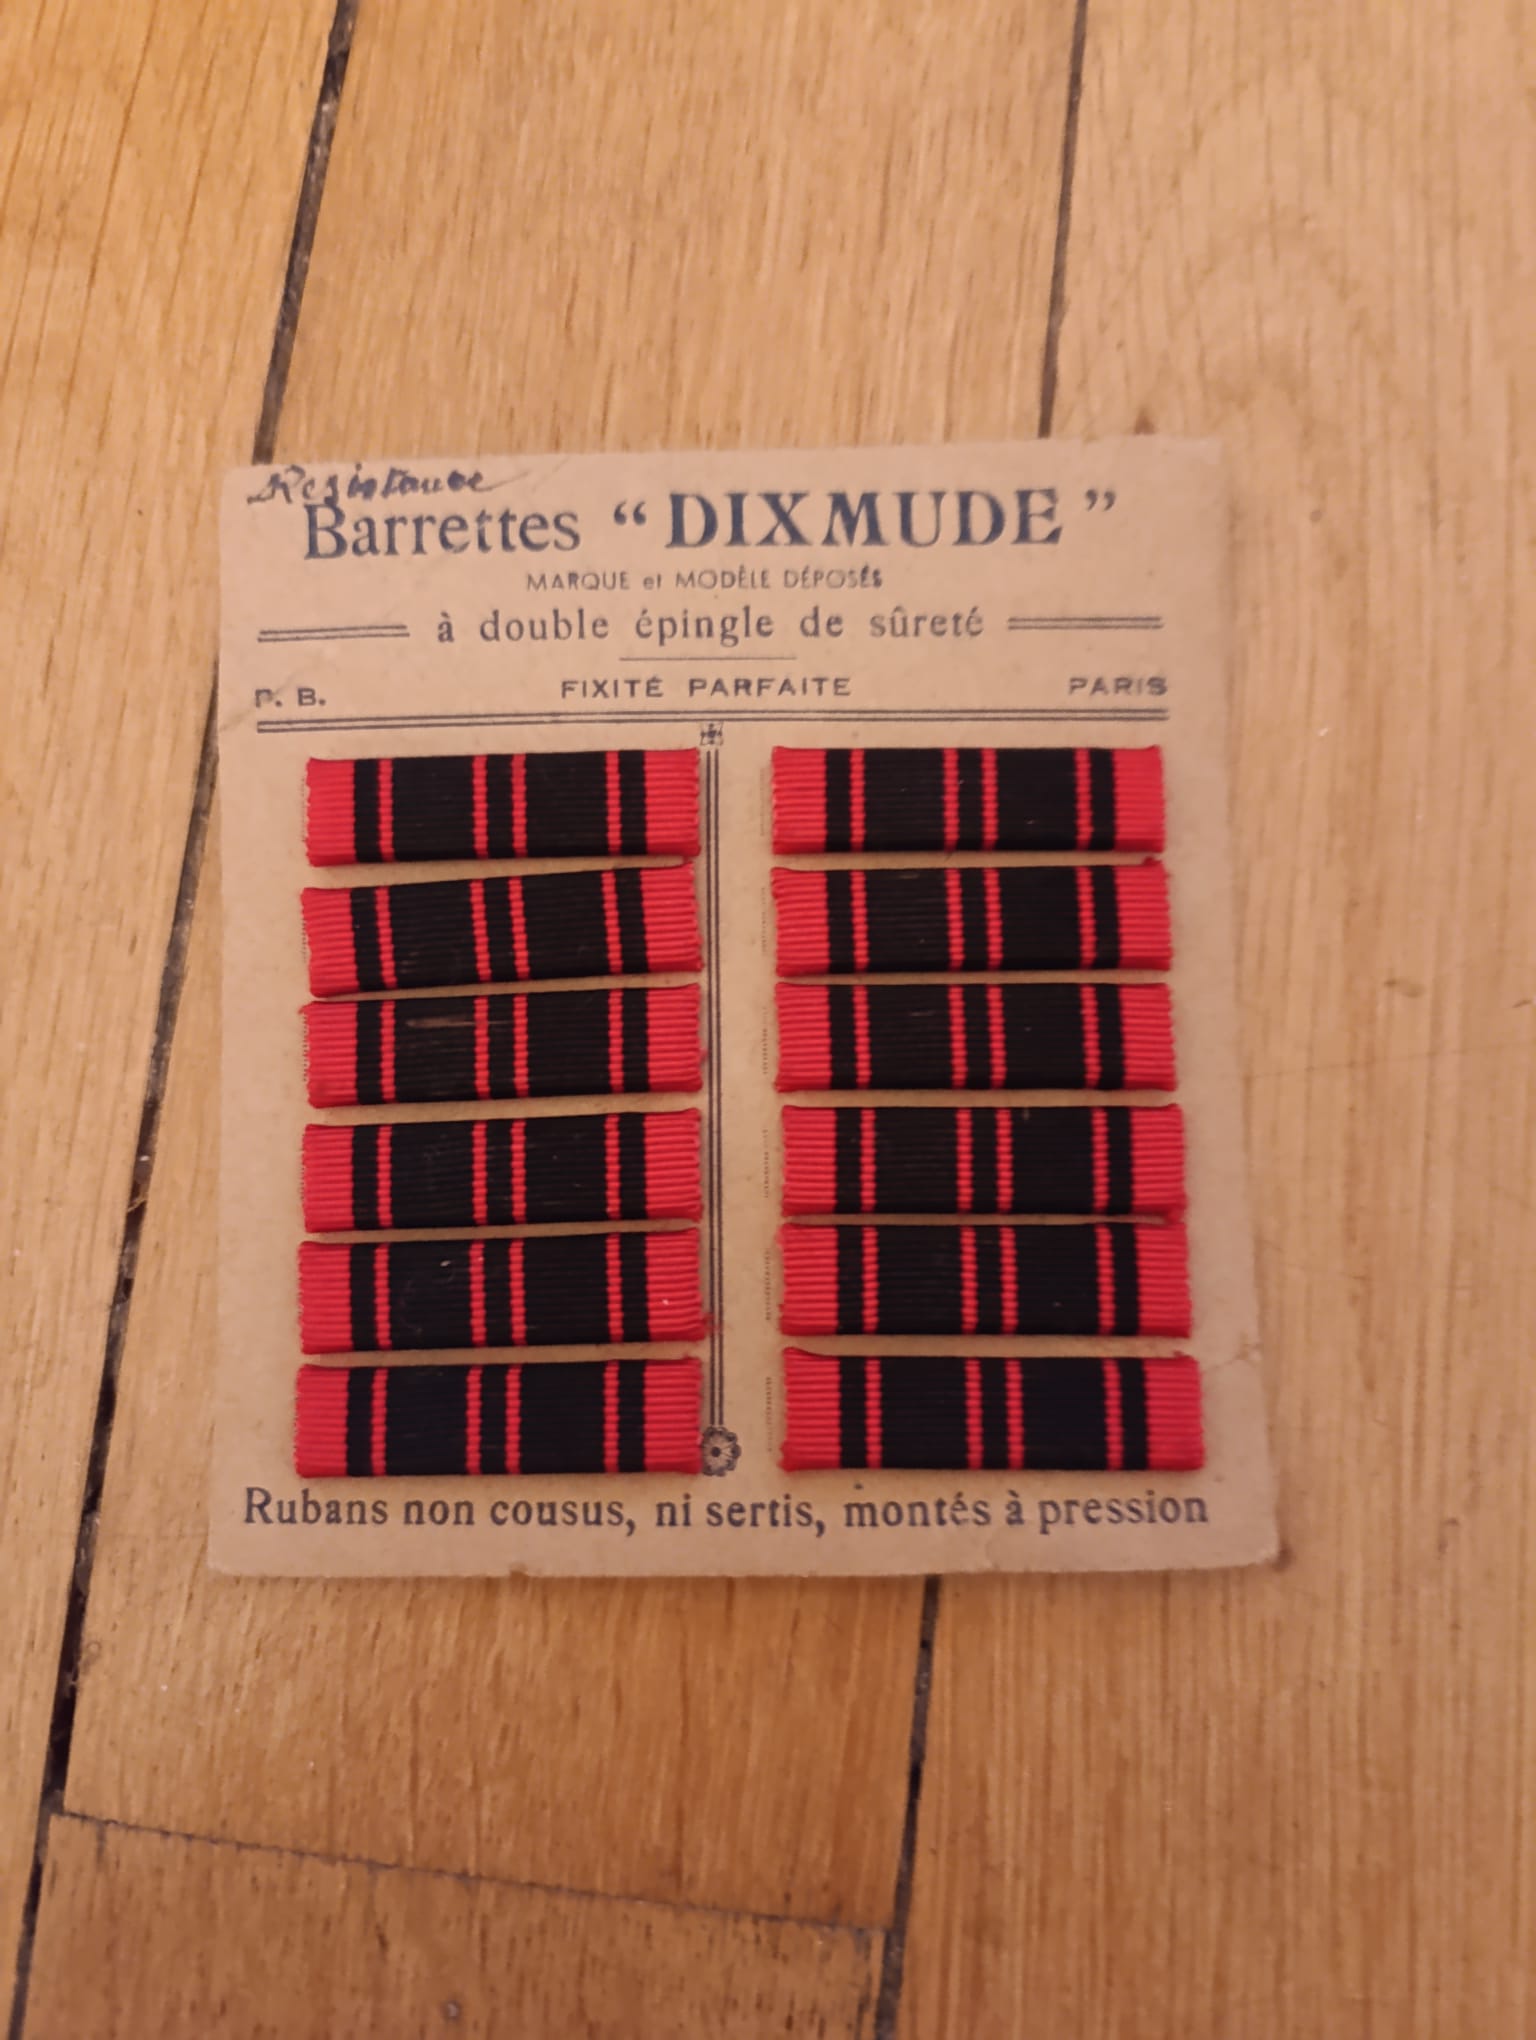 Resistance
Barrettes “DIXMUDE”
MARQUE et MODÈLE DÉPOSÉS
à double épingle de sûreté
P. B. FIXITÉ PARFAITE PARIS
Rubans non cousus, ni sertis, montés à pression